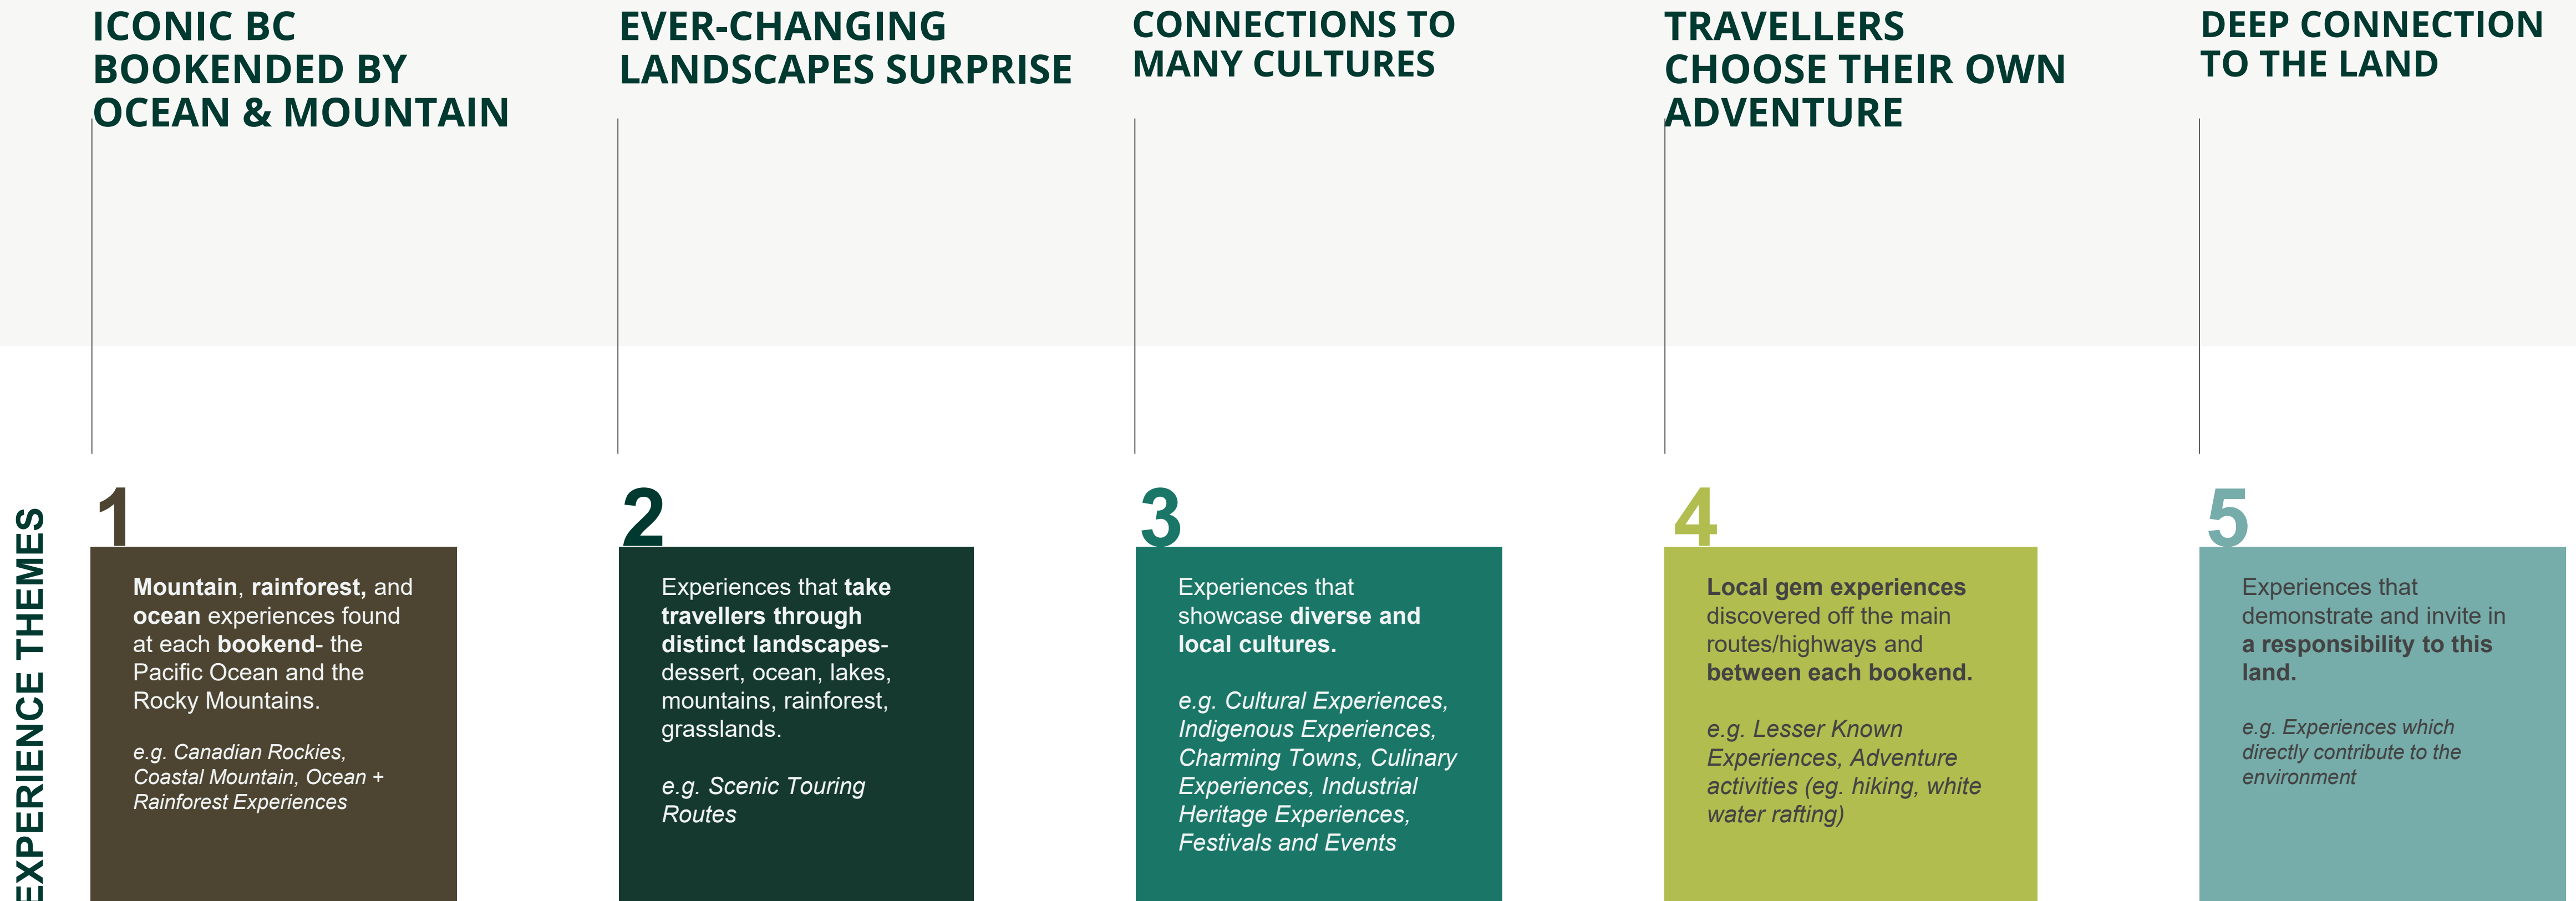 ICONIC BC
BOOKENDED BY
OCEAN & MOUNTAIN
EVER-CHANGING
LANDSCAPES SURPRISE
CONNECTIONS TO
MANY CULTURES
TRAVELLERS
CHOOSE THEIR OWN
ADVENTURE
DEEP CONNECTION
TO THE LAND
EXPERIENCE THEMES
1
Mountain, rainforest, and
ocean experiences found
at each bookend- the
Pacific Ocean and the
Rocky Mountains.
e.g. Canadian Rockies,
Coastal Mountain, Ocean +
Rainforest Experiences
2
Experiences that take
travellers through
distinct landscapes-
dessert, ocean, lakes,
mountains, rainforest,
grasslands.
e.g. Scenic Touring
Routes
3
Experiences that
showcase diverse and
local cultures.
e.g. Cultural Experiences,
Indigenous Experiences,
Charming Towns, Culinary
Experiences, Industrial
Heritage Experiences,
Festivals and Events
4
Local gem experiences
discovered off the main
routes/highways and
between each bookend.
e.g. Lesser Known
Experiences, Adventure
activities (eg. hiking, white
water rafting)
5
Experiences that
demonstrate and invite in
a responsibility to this
land.
e.g. Experiences which
directly contribute to the
environment